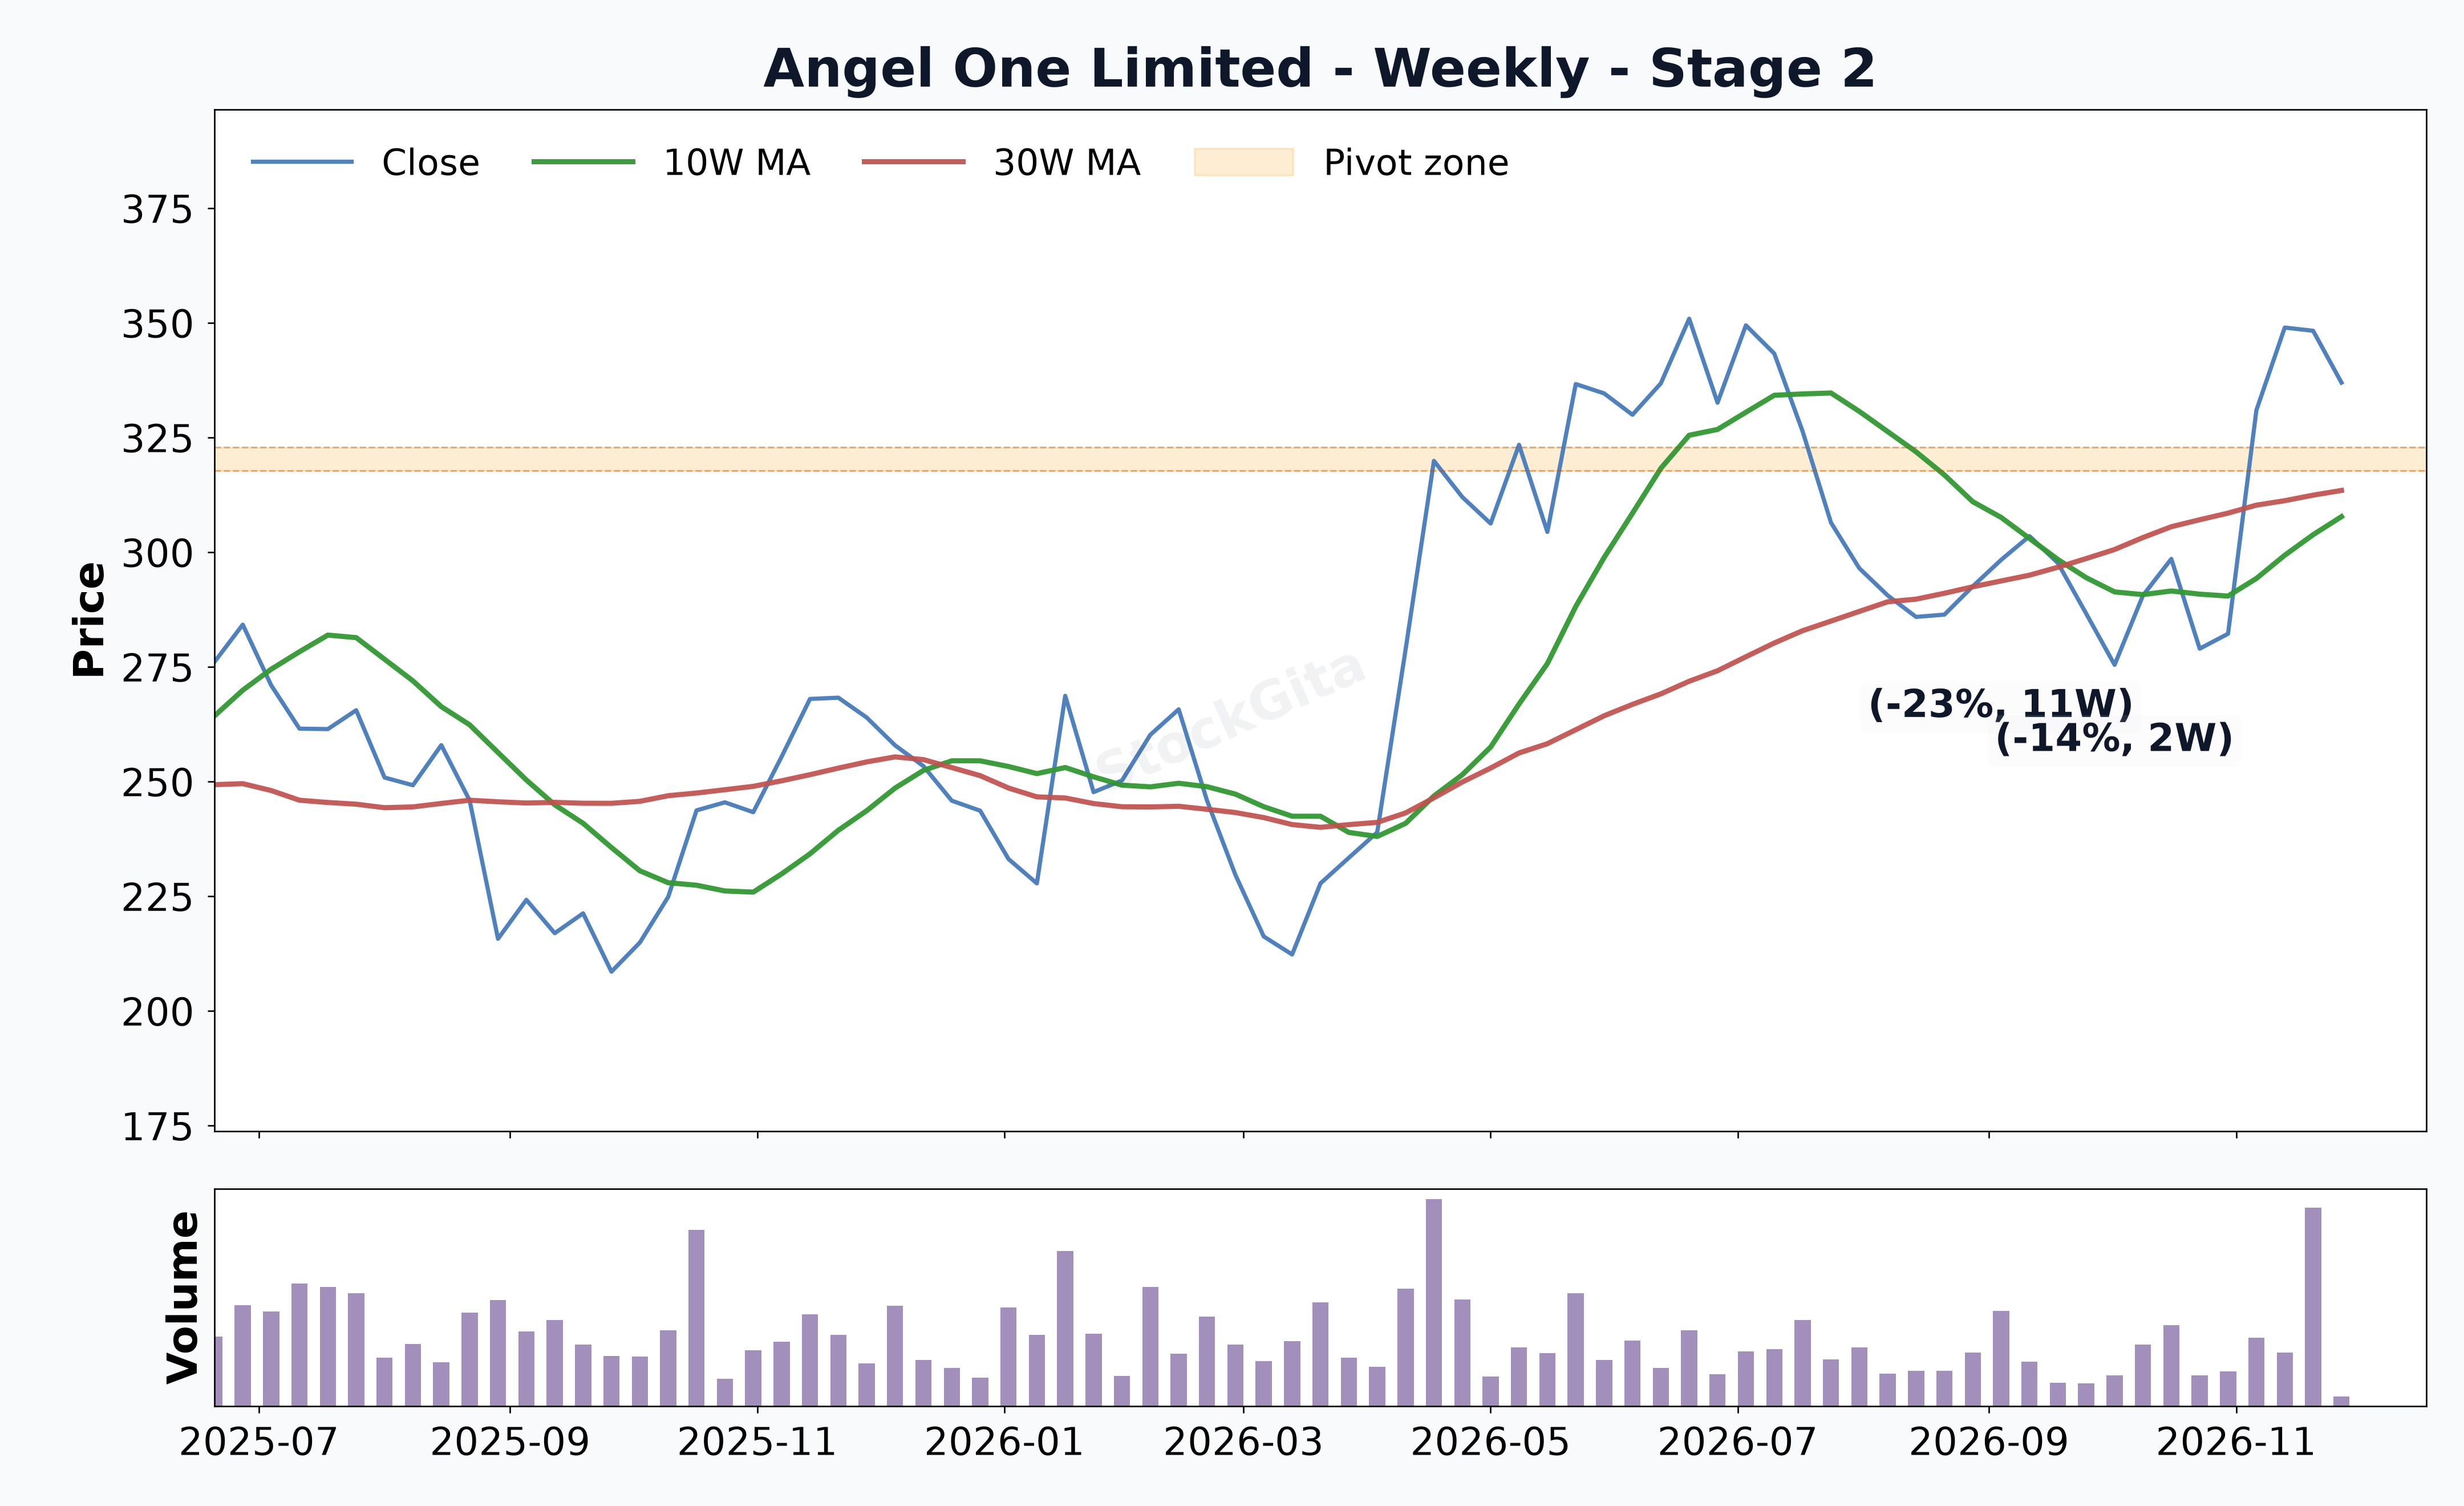 Angel One Limited - Weekly - Stage 2
Close 10W MA 30W MA Pivot zone
375
350
325
300
275
250
225
200
175
Price
StockGita
(-23%, 11W)
(-14%, 2W)
Volume
2025-07 2025-09 2025-11 2026-01 2026-03 2026-05 2026-07 2026-09 2026-11